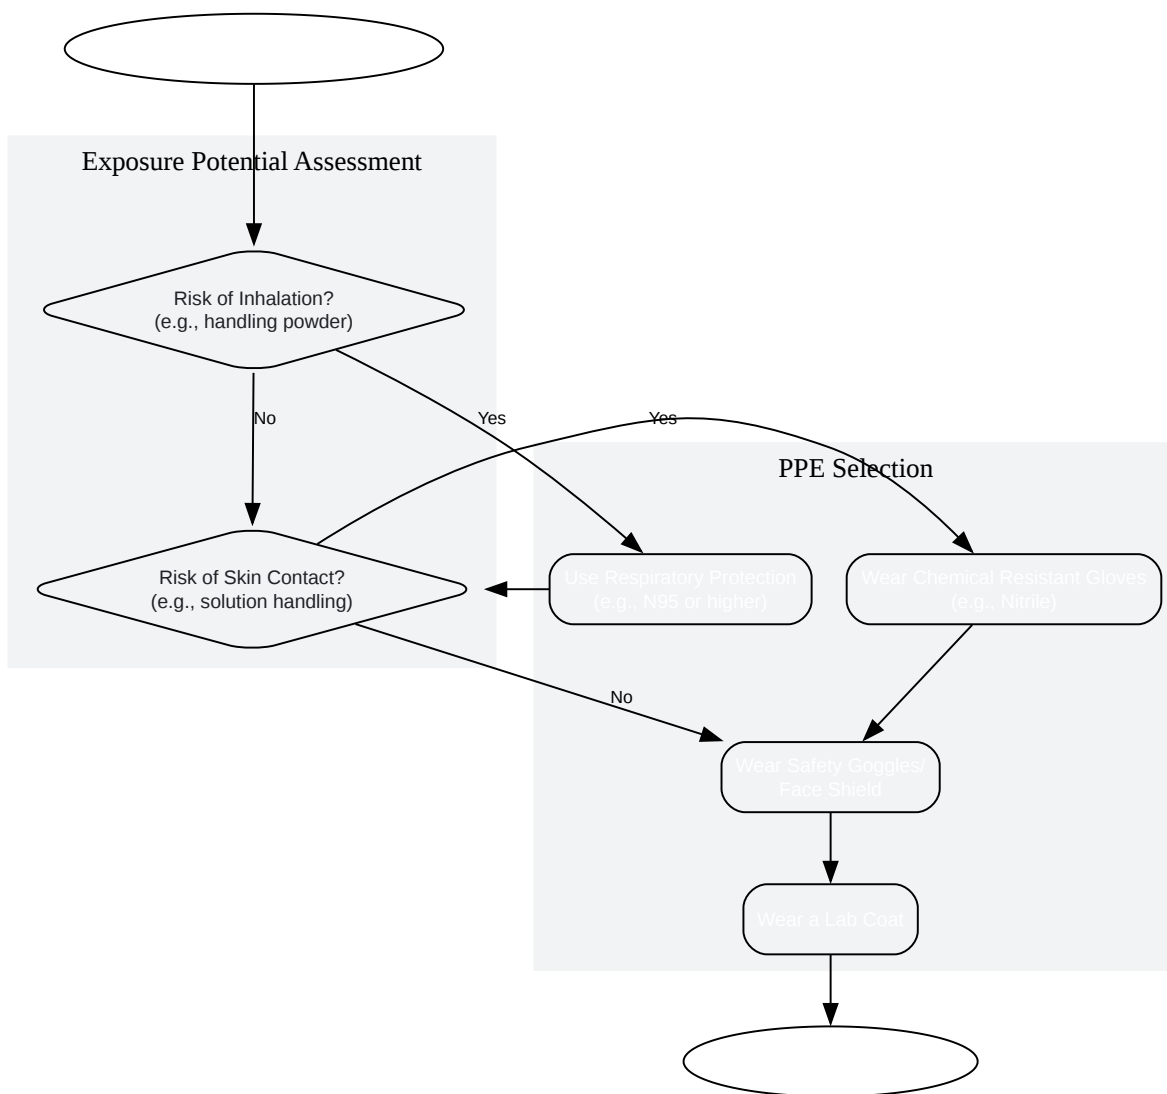 Exposure Potential Assessment
Risk of Inhalation?
(e.g., handling powder)
No
Yes
Yes
PPE Selection
Risk of Skin Contact?
(e.g., solution handling)
Use Respiratory Protection
(e.g., N95 or higher)
Wear Chemical Resistant Gloves
(e.g., Nitrile)
No
Wear Safety Goggles/
Face Shield
Wear a Lab Coat